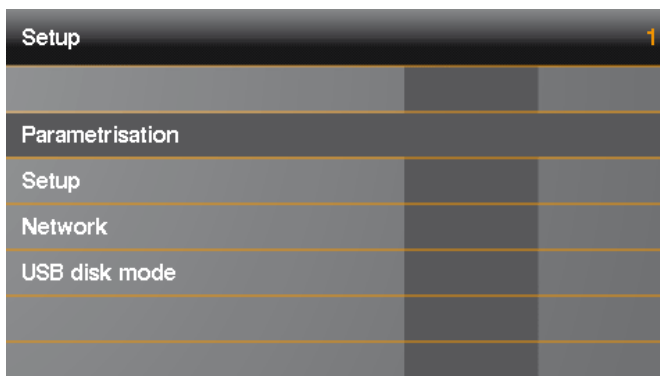 Setup 1
Parametrisation
Setup
Network
USB disk mode